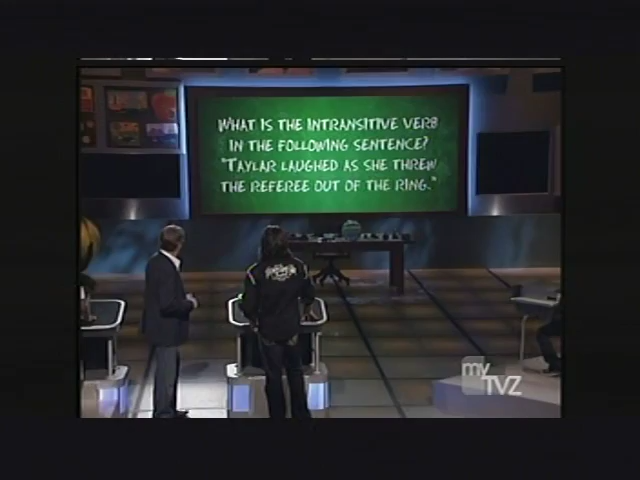 WHAT IS THE INTRANSITIVE VERB
IN THE FOLLOWING SENTENCE?
"TAYLAR LAUGHED AS SHE THREW
THE REFEREE OUT OF THE RING."
my
TVZ